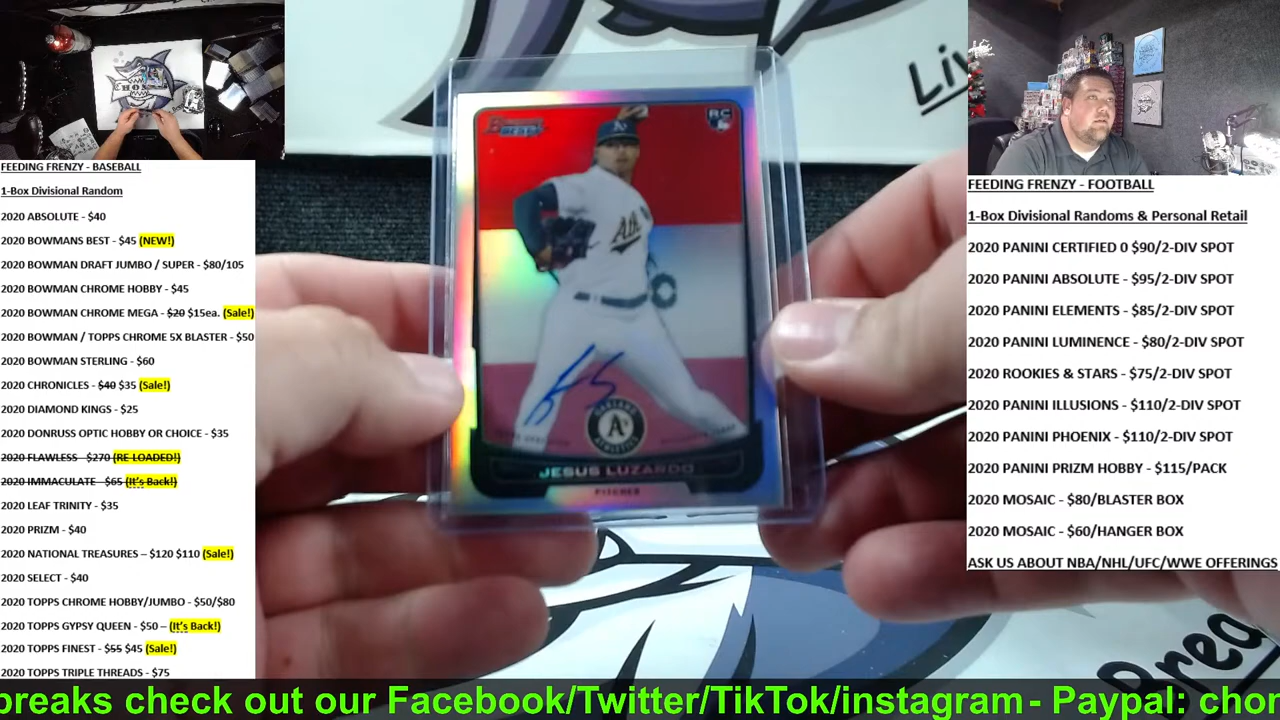 FEEDING FRENZY - BASEBALL
1-Box Divisional Random
2020 ABSOLUTE - $40
2020 BOWMANS BEST - $45 (NEW!)
2020 BOWMAN DRAFT JUMBO / SUPER - $80/105
2020 BOWMAN CHROME HOBBY - $45
2020 BOWMAN CHROME MEGA - $20 $15ea. (Sale!)
2020 BOWMAN / TOPPS CHROME 5X BLASTER - $50
2020 BOWMAN STERLING - $60
2020 CHRONICLES - $40 $35 (Sale!)
2020 DIAMOND KINGS - $25
2020 DONRUSS OPTIC HOBBY OR CHOICE - $35
2020 FLAWLESS - $270 (RE LOADED!)
2020 IMMACULATE - $65 (It's Back!)
2020 LEAF TRINITY - $35
2020 PRIZM - $40
2020 NATIONAL TREASURES – $120 $110 (Sale!)
2020 SELECT - $40
2020 TOPPS CHROME HOBBY/JUMBO - $50/$80
2020 TOPPS GYPSY QUEEN - $50 – (It's Back!)
2020 TOPPS FINEST - $55 $45 (Sale!)
2020 TOPPS TRIPLE THREADS - $75
Bowman's
BEST
RC
A's
JESUS LUZARDO
PITCHER
Liv
Brea
FEEDING FRENZY - FOOTBALL
1-Box Divisional Randoms & Personal Retail
2020 PANINI CERTIFIED 0 $90/2-DIV SPOT
2020 PANINI ABSOLUTE - $95/2-DIV SPOT
2020 PANINI ELEMENTS - $85/2-DIV SPOT
2020 PANINI LUMINENCE - $80/2-DIV SPOT
2020 ROOKIES & STARS - $75/2-DIV SPOT
2020 PANINI ILLUSIONS - $110/2-DIV SPOT
2020 PANINI PHOENIX - $110/2-DIV SPOT
2020 PANINI PRIZM HOBBY - $115/PACK
2020 MOSAIC - $80/BLASTER BOX
2020 MOSAIC - $60/HANGER BOX
ASK US ABOUT NBA/NHL/UFC/WWE OFFERINGS
breaks check out our Facebook/Twitter/TikTok/instagram - Paypal: chor